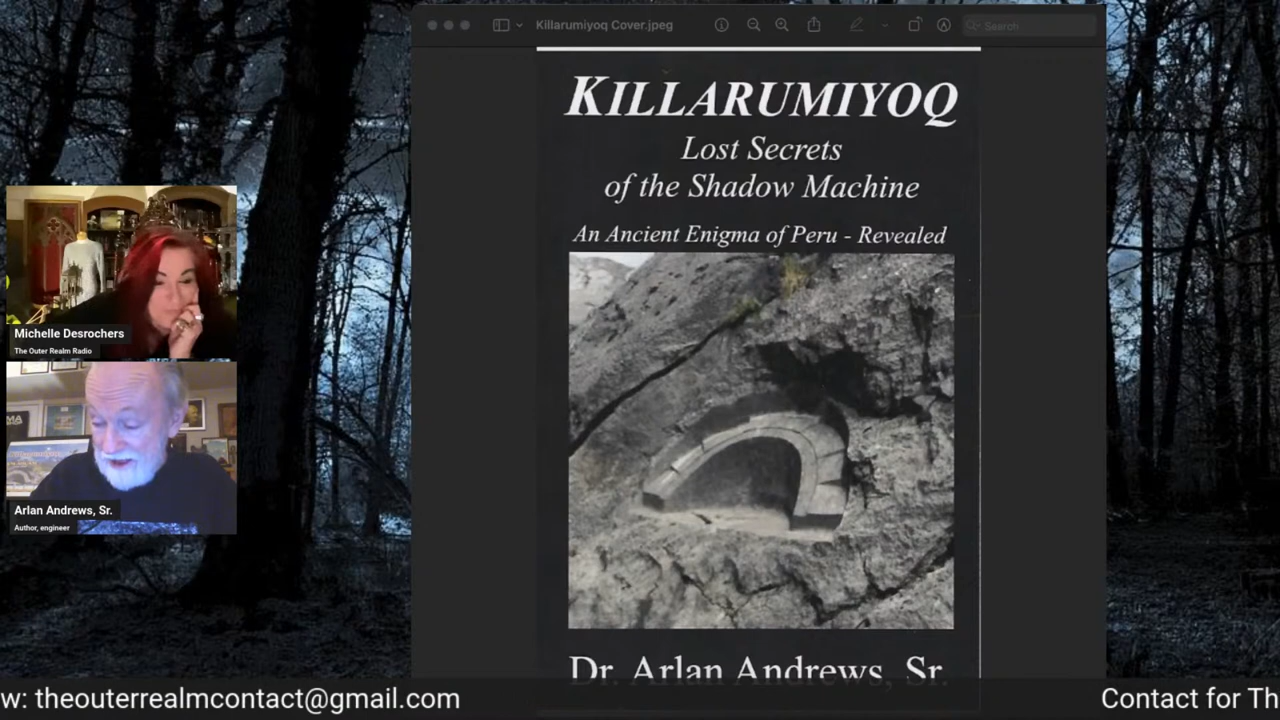 Killarumiyoq Cover.jpeg
Search
KILLARUMIYOQ
Lost Secrets
of the Shadow Machine
An Ancient Enigma of Peru - Revealed
Dr. Arlan Andrews, Sr.
Michelle Desrochers
The Outer Realm Radio
Arlan Andrews, Sr.
Author, engineer
w: theouterrealmcontact@gmail.com
Contact for Th